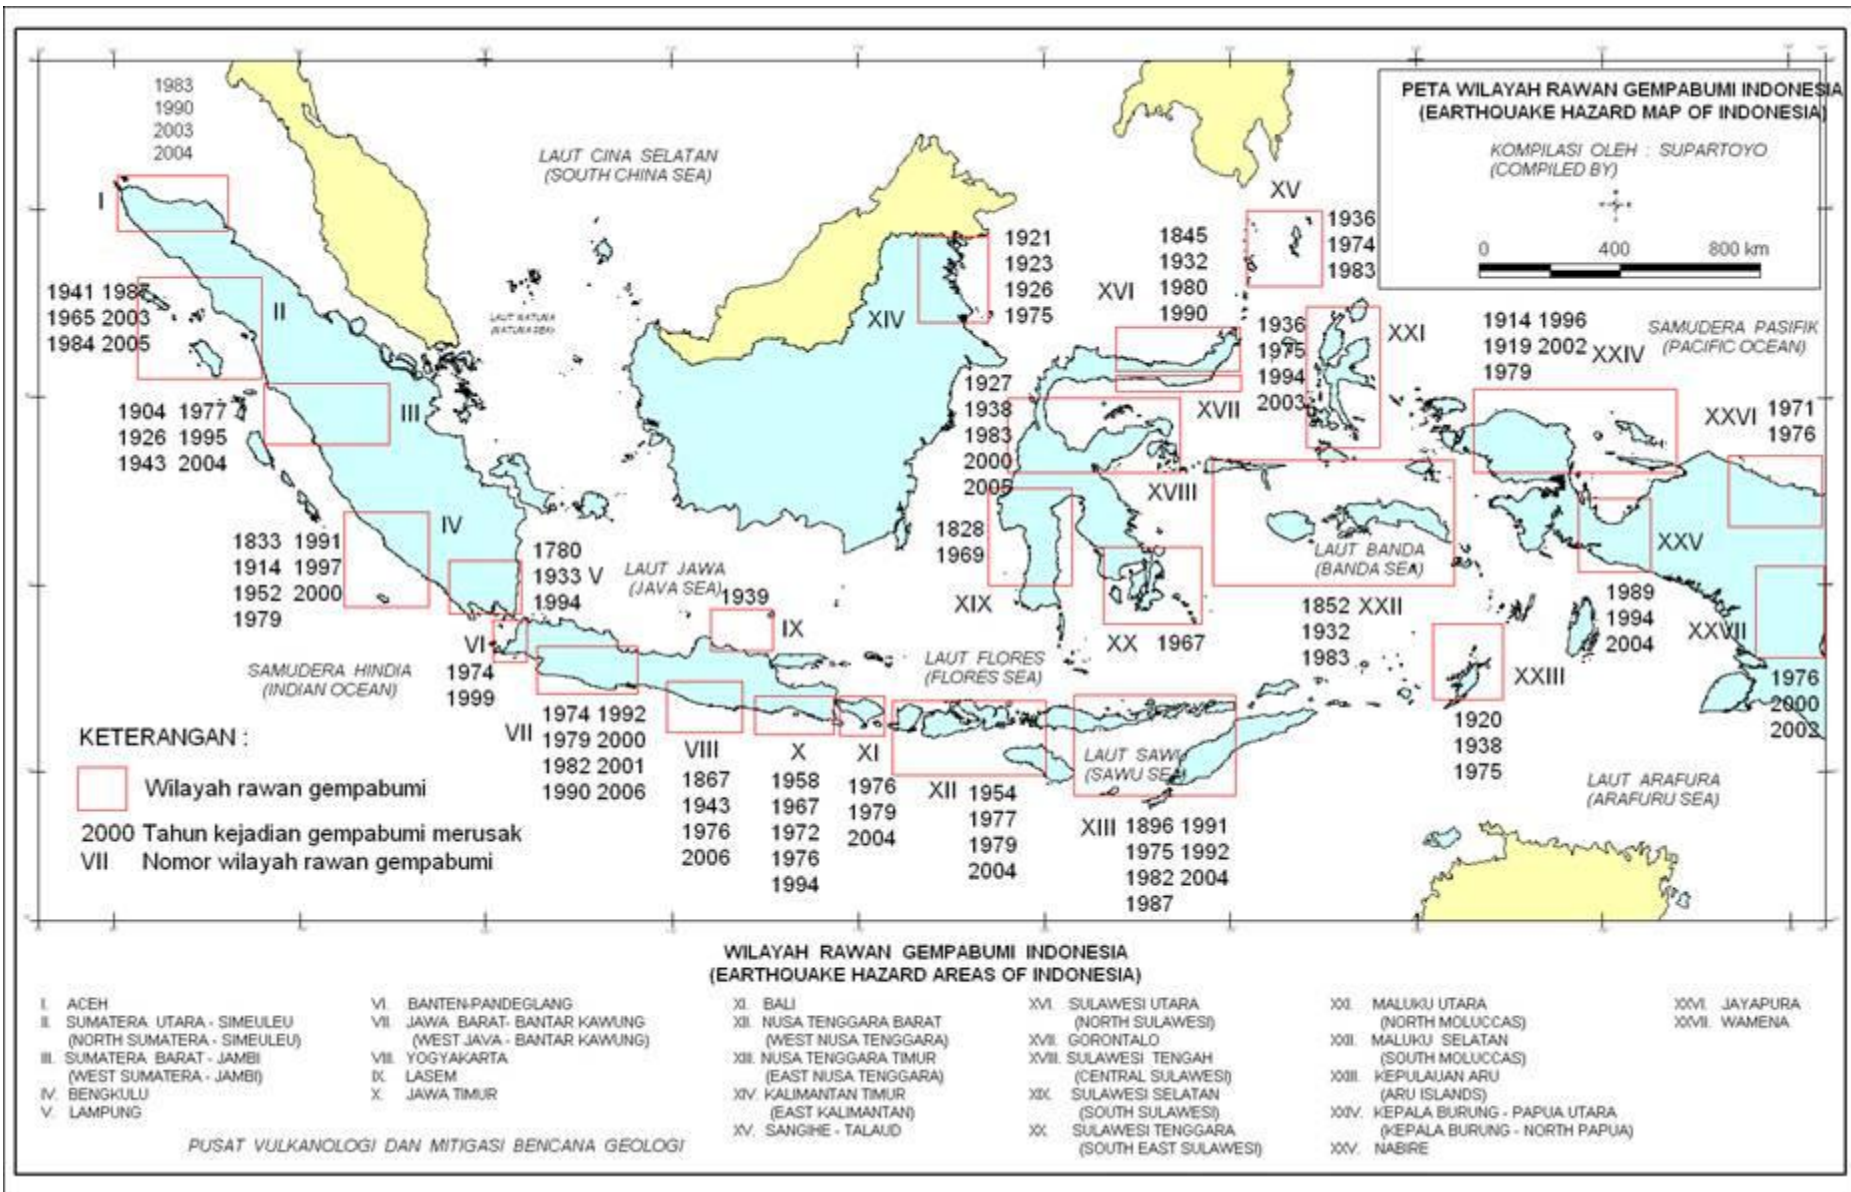 PETA WILAYAH RAWAN GEMPABUMI INDONESIA
(EARTHQUAKE HAZARD MAP OF INDONESIA)
KOMPILASI OLEH : SUPARTOYO
(COMPILED BY)
0 400 800 km
1983
1990
2003
2004
I
LAUT CINA SELATAN
(SOUTH CHINA SEA)
LAUT NATUNA
(NATUNA SEA)
1941 1987
1965 2003
1984 2005
II
1904 1977
1926 1995
1943 2004
III
1833 1991
1914 1997
1952 2000
1979
IV
1780
1933 V
1994
LAUT JAWA
(JAVA SEA)
1939
IX
VI
1974
1999
SAMUDERA HINDIA
(INDIAN OCEAN)
VII
1974 1992
1979 2000
1982 2001
1990 2006
VIII
1867
1943
1976
2006
X
1958
1967
1972
1976
1994
XI
1976
1979
2004
XII 1954
1977
1979
2004
XIII 1896 1991
1975 1992
1982 2004
1987
LAUT FLORES
(FLORES SEA)
LAUT SAWU
(SAWU SEA)
XIV
1921
1923
1926
1975
XV
1936
1974
1983
XVI
1845
1932
1980
1990
XVII
1927
1938
1983
2000
2005
XVIII
1828
1969
XIX
XX 1967
1936
1975
1994
2003
XXI
LAUT BANDA
(BANDA SEA)
1852 XXII
1932
1983
XXIII
1920
1938
1975
1914 1996
1919 2002 XXIV
1979
SAMUDERA PASIFIK
(PACIFIC OCEAN)
XXV
1989
1994
2004
XXVI 1971
1976
XXVII
1976
2000
2002
LAUT ARAFURA
(ARAFURU SEA)
KETERANGAN :
Wilayah rawan gempabumi
2000 Tahun kejadian gempabumi merusak
VII Nomor wilayah rawan gempabumi
WILAYAH RAWAN GEMPABUMI INDONESIA
(EARTHQUAKE HAZARD AREAS OF INDONESIA)
I. ACEH
II. SUMATERA UTARA - SIMEULEU
(NORTH SUMATERA - SIMEULEU)
III. SUMATERA BARAT - JAMBI
(WEST SUMATERA - JAMBI)
IV. BENGKULU
V. LAMPUNG
VI. BANTEN-PANDEGLANG
VII. JAWA BARAT- BANTAR KAWUNG
(WEST JAVA - BANTAR KAWUNG)
VIII. YOGYAKARTA
IX. LASEM
X. JAWA TIMUR
XI. BALI
XII. NUSA TENGGARA BARAT
(WEST NUSA TENGGARA)
XIII. NUSA TENGGARA TIMUR
(EAST NUSA TENGGARA)
XIV. KALIMANTAN TIMUR
(EAST KALIMANTAN)
XV. SANGIHE - TALAUD
XVI. SULAWESI UTARA
(NORTH SULAWESI)
XVII. GORONTALO
XVIII. SULAWESI TENGAH
(CENTRAL SULAWESI)
XIX. SULAWESI SELATAN
(SOUTH SULAWESI)
XX. SULAWESI TENGGARA
(SOUTH EAST SULAWESI)
XXI. MALUKU UTARA
(NORTH MOLUCCAS)
XXII. MALUKU SELATAN
(SOUTH MOLUCCAS)
XXIII. KEPULAUAN ARU
(ARU ISLANDS)
XXIV. KEPALA BURUNG - PAPUA UTARA
(KEPALA BURUNG - NORTH PAPUA)
XXV. NABIRE
XXVI. JAYAPURA
XXVII. WAMENA
PUSAT VULKANOLOGI DAN MITIGASI BENCANA GEOLOGI